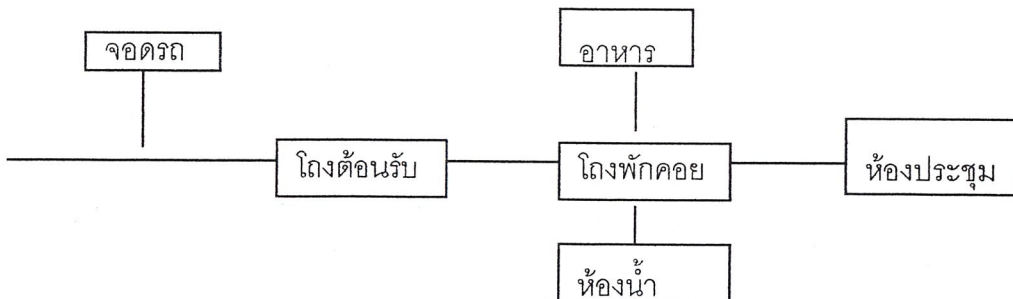 จอดรถ
อาหาร
โถงต้อนรับ
โถงพักคอย
ห้องประชุม
ห้องน้ำ